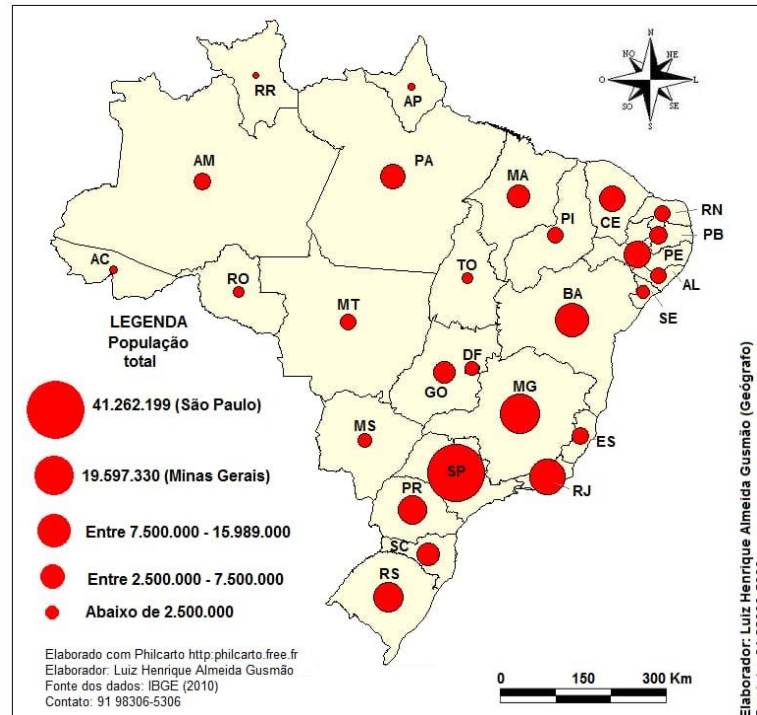 N
NO
NE
O
L
SO
SE
S
RR
AP
AM
PA
MA
CE
RN
PI
PB
PE
AC
TO
AL
RO
SE
MT
BA
DF
GO
MG
MS
ES
SP
RJ
PR
SC
RS
LEGENDA
População
total
41.262.199 (São Paulo)
19.597.330 (Minas Gerais)
Entre 7.500.000 - 15.989.000
Entre 2.500.000 - 7.500.000
Abaixo de 2.500.000
Elaborado com Philcarto http:philcarto.free.fr
Elaborador: Luiz Henrique Almeida Gusmão
Fonte dos dados: IBGE (2010)
Contato: 91 98306-5306
0 150 300 Km
Elaborador: Luiz Henrique Almeida Gusmão (Geógrafo)